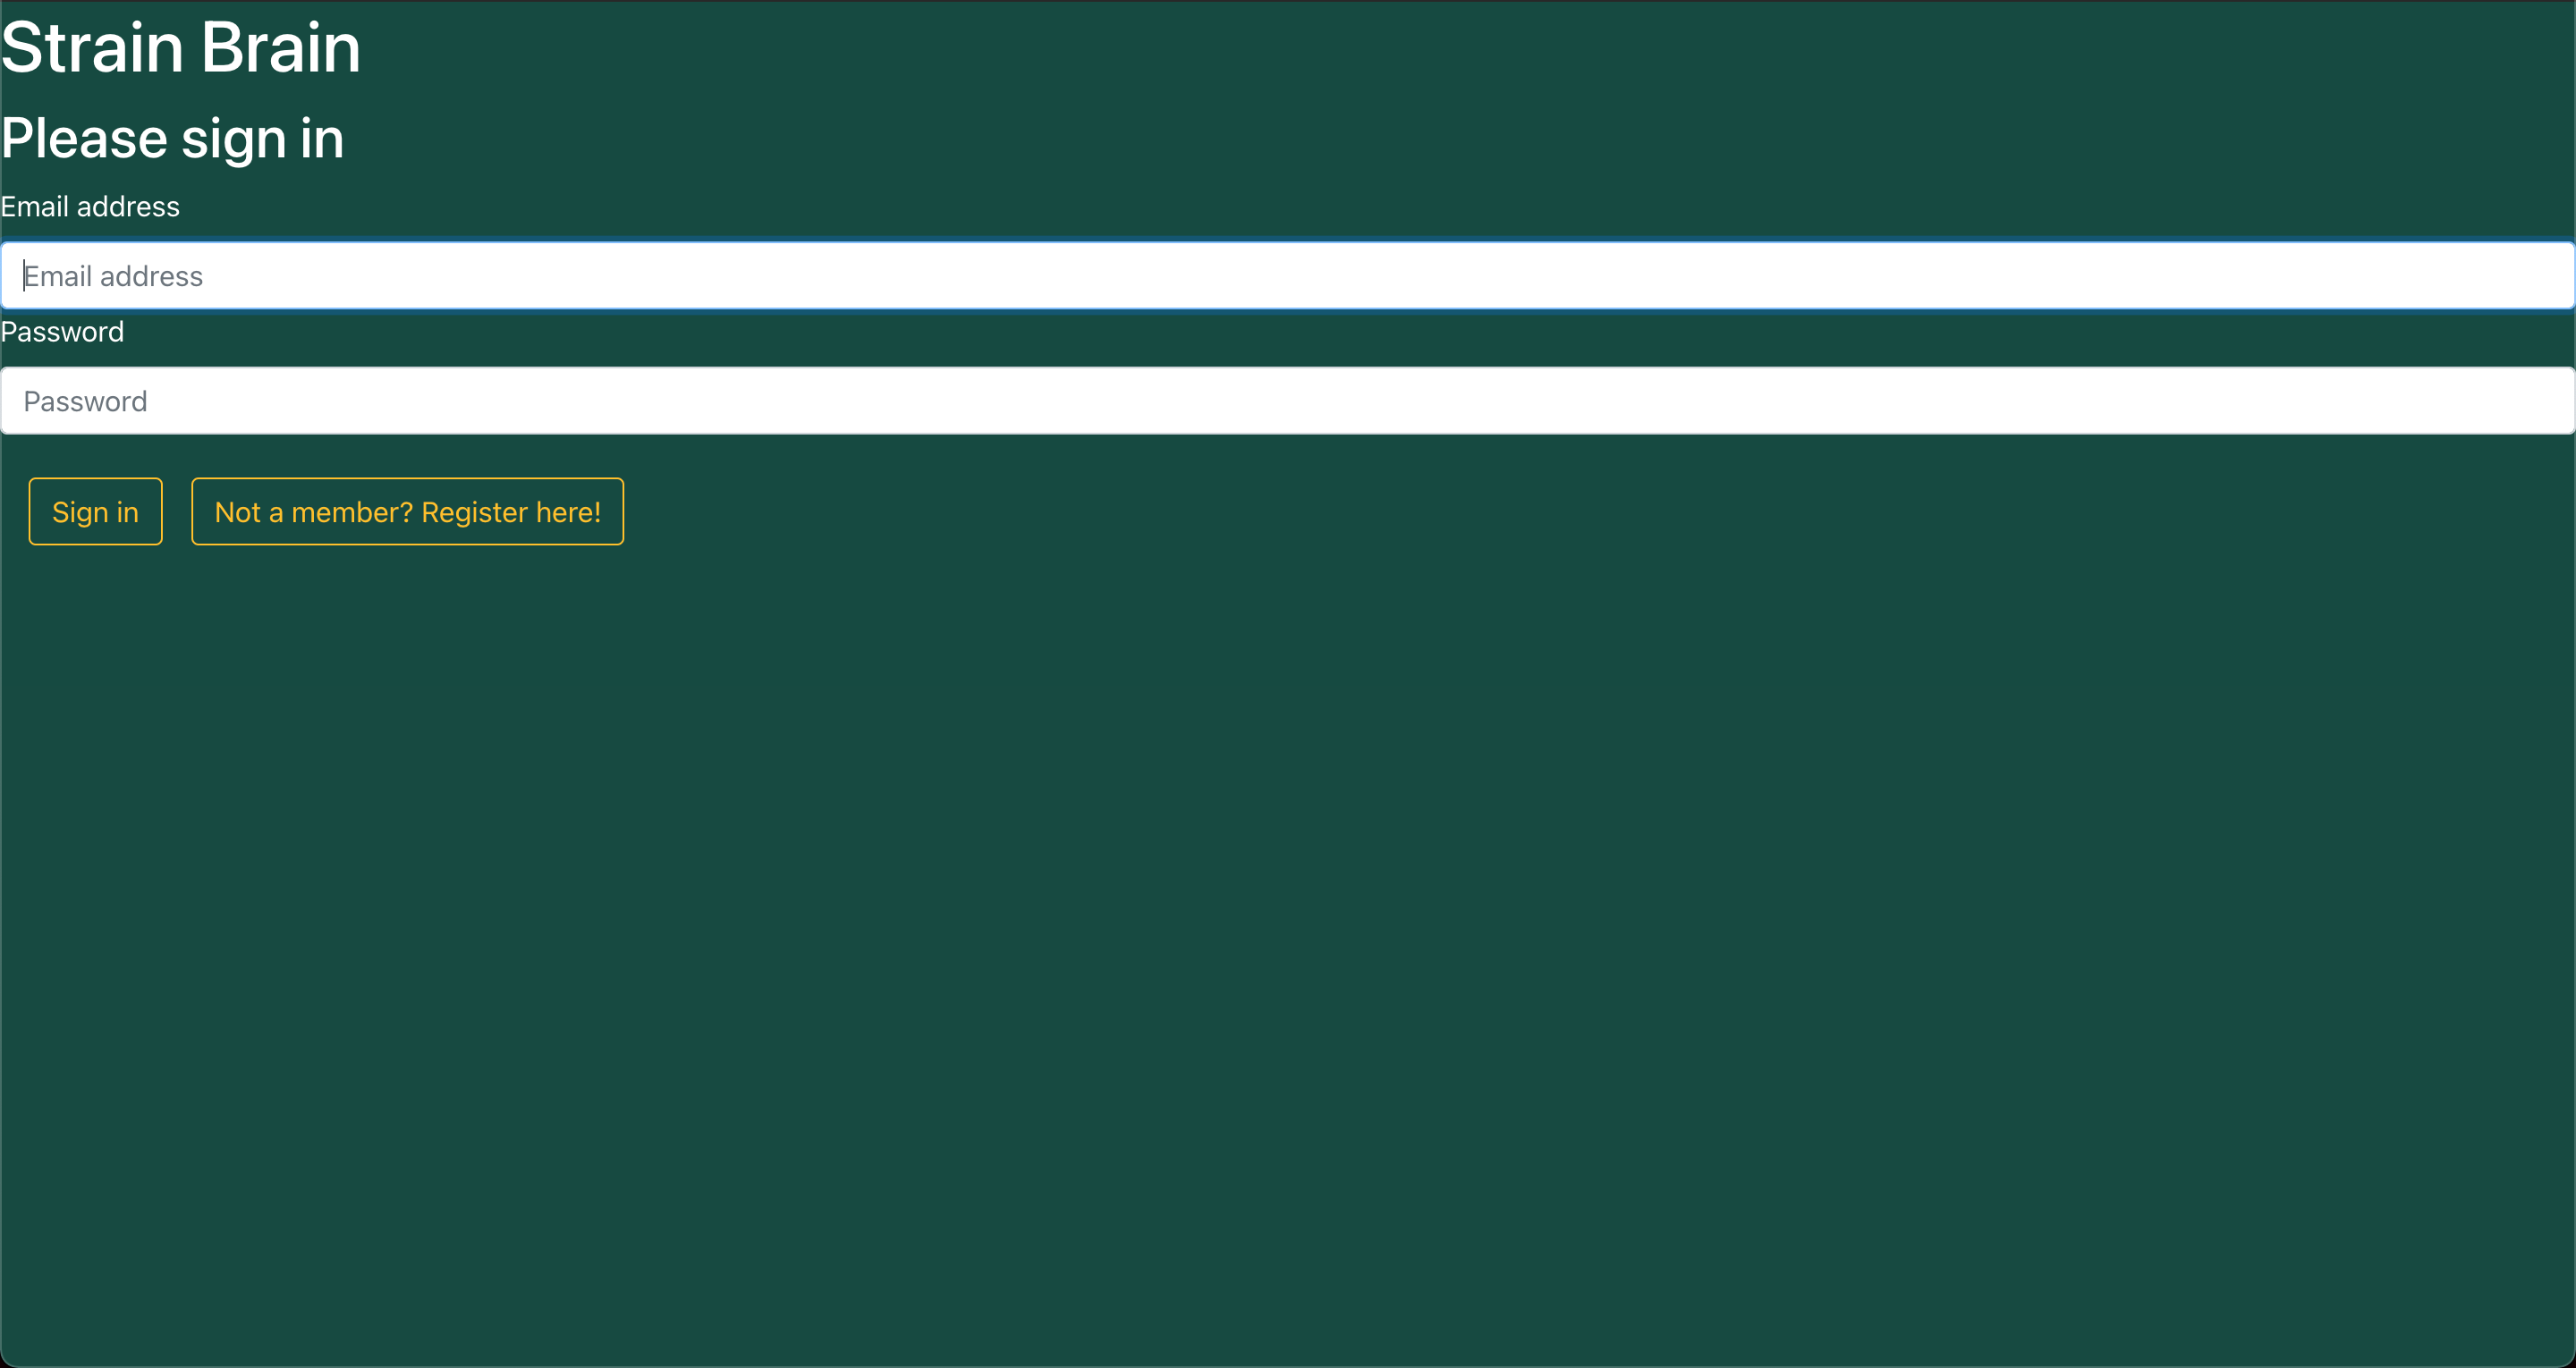 Strain Brain
Please sign in
Email address
Email address
Password
Password
Sign in Not a member? Register here!